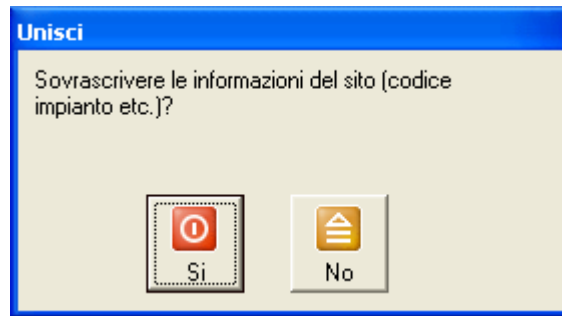 Unisci
Sovrascrivere le informazioni del sito (codice
impianto etc.)?
Si
No